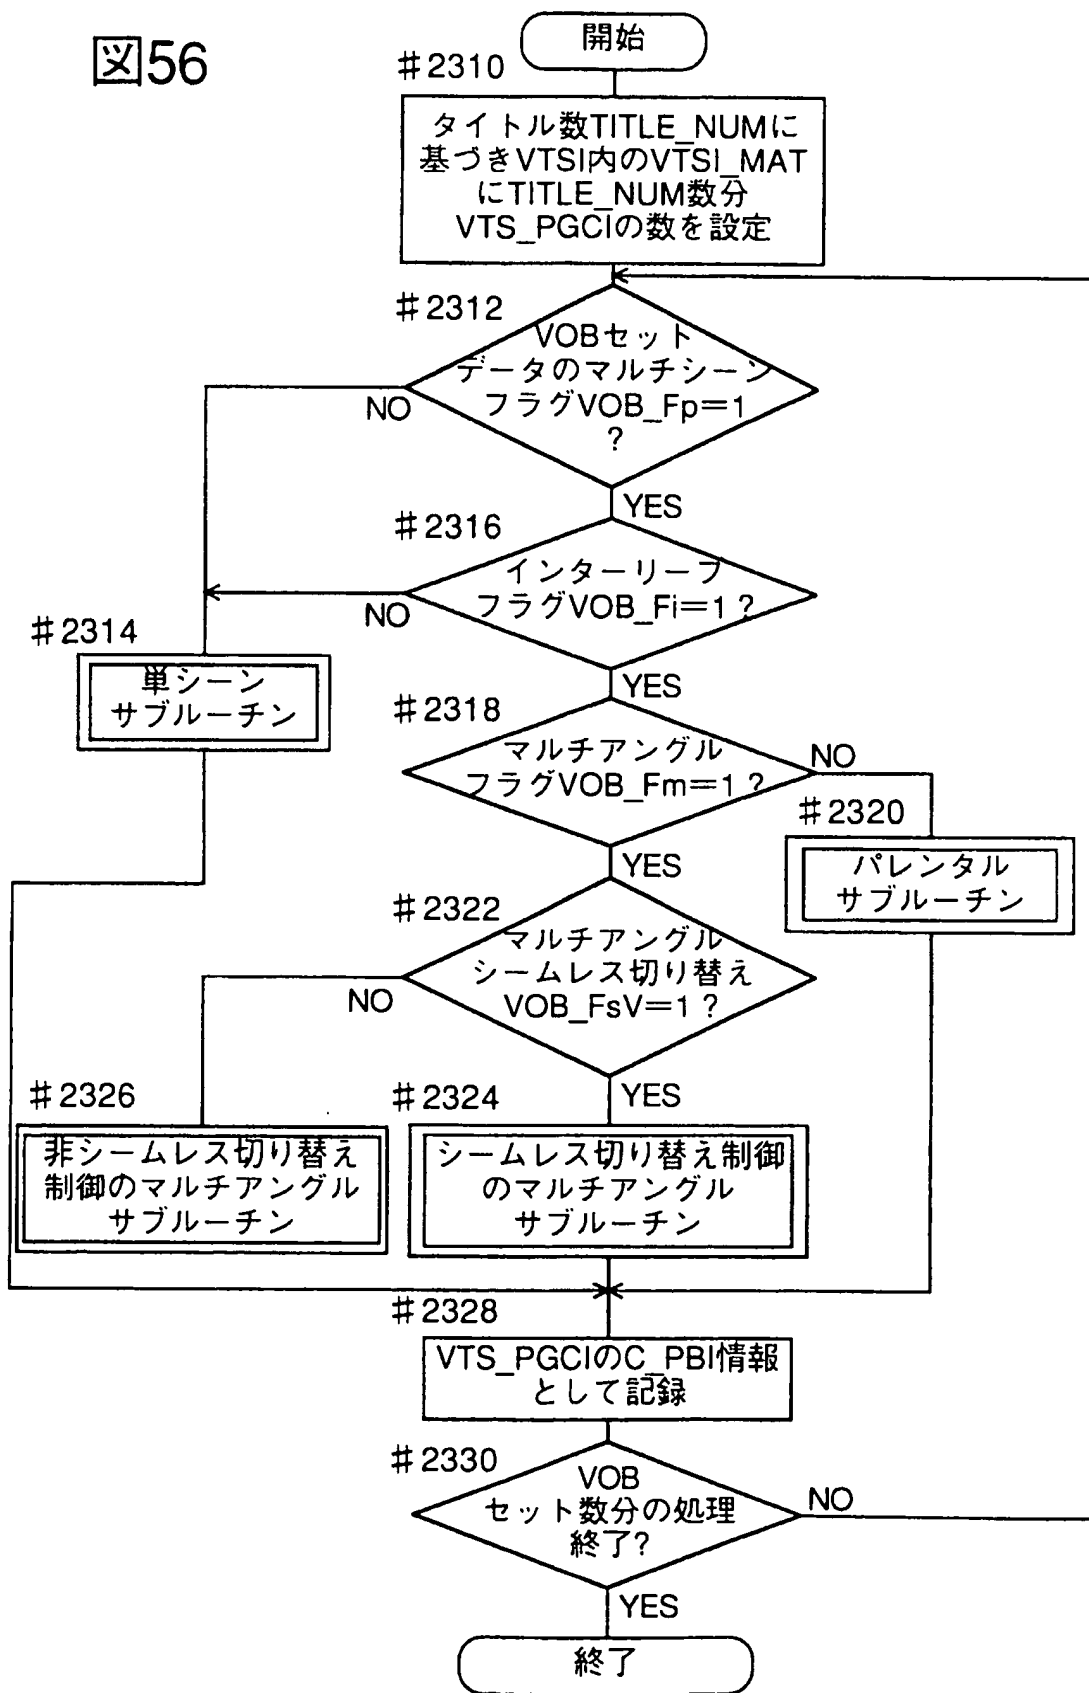 図56
開始
#2310
タイトル数TITLE_NUMに
基づきVTSI内のVTSI_MAT
にTITLE_NUM数分
VTS_PGCIの数を設定
#2312
VOBセット
データのマルチシーン
フラグVOB_Fp=1
?
NO
YES
#2316
インターリーブ
フラグVOB_Fi=1?
NO
YES
#2314
単シーン
サブルーチン
#2318
マルチアングル
フラグVOB_Fm=1?
NO
YES
#2320
パレンタル
サブルーチン
#2322
マルチアングル
シームレス切り替え
VOB_FsV=1?
NO
YES
#2326
非シームレス切り替え
制御のマルチアングル
サブルーチン
#2324
シームレス切り替え制御
のマルチアングル
サブルーチン
#2328
VTS_PGCIのC_PBI情報
として記録
#2330
VOB
セット数分の処理
終了?
NO
YES
終了